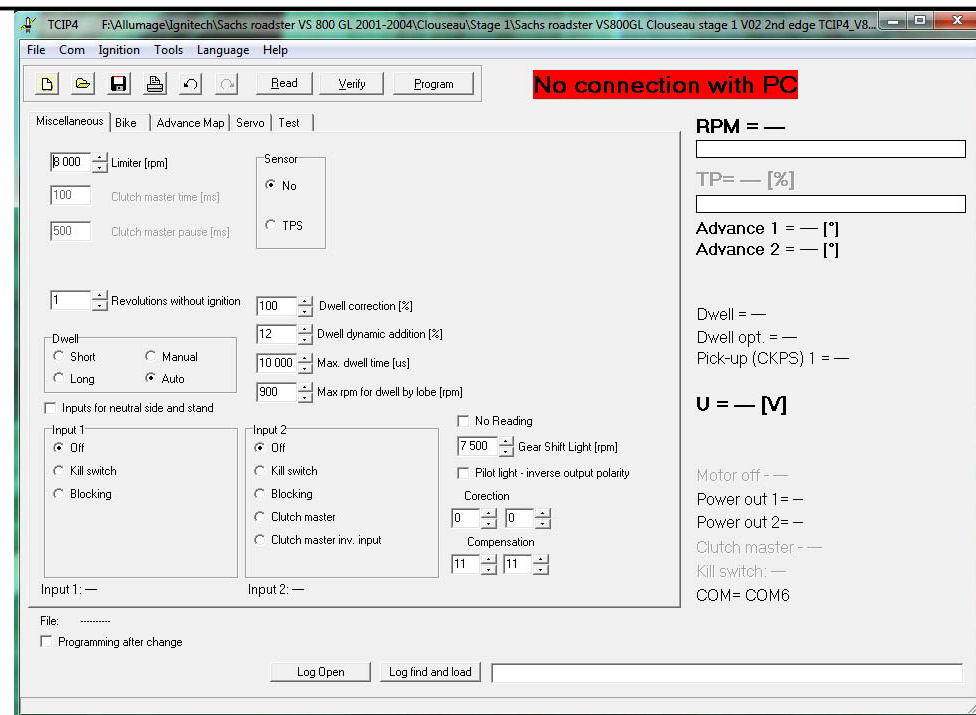 TCIP4 F:\Allumage\Ignitech\Sachs roadster VS 800 GL 2001-2004\Clouseau\Stage 1\Sachs roadster VS800GL Clouseau stage 1 V02 2nd edge TCIP4_V8...
File Com Ignition Tools Language Help
Read Verify Program
No connection with PC
Miscellaneous Bike Advance Map Servo Test
8 000 Limiter [rpm]
100 Clutch master time [ms]
500 Clutch master pause [ms]
Sensor
No
TPS
1 Revolutions without ignition
100 Dwell correction [%]
12 Dwell dynamic addition [%]
10 000 Max. dwell time [us]
900 Max rpm for dwell by lobe [rpm]
Dwell
Short Manual
Long Auto
Inputs for neutral side and stand
Input 1
Off
Kill switch
Blocking
Input 2
Off
Kill switch
Blocking
Clutch master
Clutch master inv. input
No Reading
7 500 Gear Shift Light [rpm]
Pilot light - inverse output polarity
Corection
0 0
Compensation
11 11
Input 1: —
Input 2: —
RPM = —
TP= — [%]
Advance 1 = — [°]
Advance 2 = — [°]
Dwell = —
Dwell opt. = —
Pick-up (CKPS) 1 = —
U = — [V]
Motor off - —
Power out 1= –
Power out 2= –
Clutch master - —
Kill switch: —
COM= COM6
File: ----------
Programming after change
Log Open Log find and load